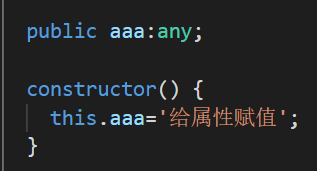 public aaa:any;
constructor() {
this.aaa='给属性赋值';
}